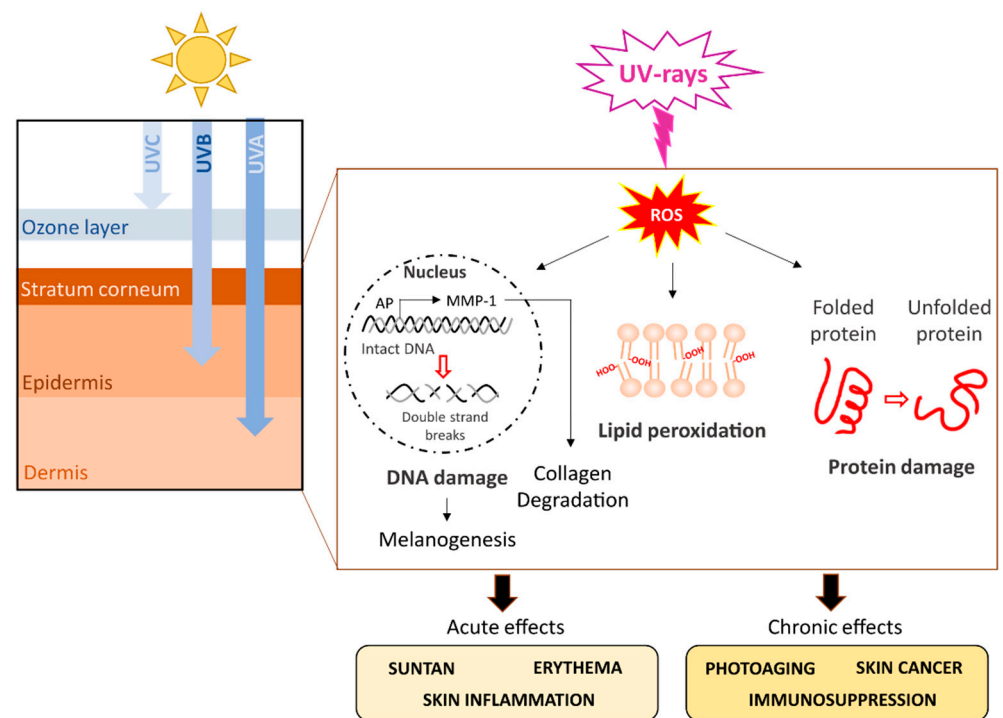 UVC
UVB
UVA
Ozone layer
Stratum corneum
Epidermis
Dermis
UV-rays
ROS
Nucleus
AP
MMP-1
Intact DNA
Double strand
breaks
DNA damage
Melanogenesis
Collagen
Degradation
HOO
-OOH
-OOH
-OOH
Lipid peroxidation
Folded
protein
Unfolded
protein
Protein damage
Acute effects
SUNTAN
ERYTHEMA
SKIN INFLAMMATION
Chronic effects
PHOTOAGING
SKIN CANCER
IMMUNOSUPPRESSION